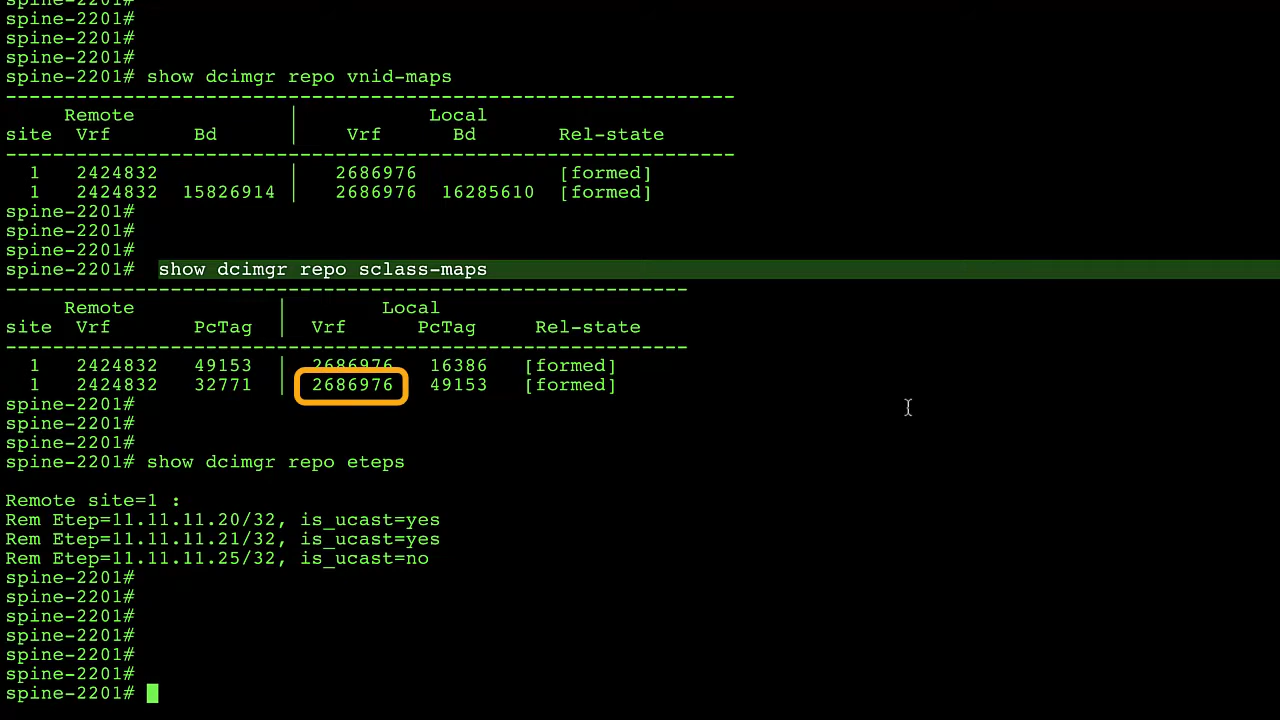 spine-2201#
spine-2201#
spine-2201#
spine-2201#
spine-2201# show dcimgr repo vnid-maps
--------------------------------------------------------------
Remote | Local
site Vrf Bd | Vrf Bd Rel-state
--------------------------------------------------------------
1 2424832 | 2686976 [formed]
1 2424832 15826914 | 2686976 16285610 [formed]
spine-2201#
spine-2201#
spine-2201#
spine-2201# show dcimgr repo sclass-maps
----------------------------------------------------------
Remote | Local
site Vrf PcTag | Vrf PcTag Rel-state
----------------------------------------------------------
1 2424832 49153 | 2686976 16386 [formed]
1 2424832 32771 | 2686976 49153 [formed]
spine-2201#
spine-2201#
spine-2201#
spine-2201# show dcimgr repo eteps
Remote site=1 :
Rem Etep=11.11.11.20/32, is_ucast=yes
Rem Etep=11.11.11.21/32, is_ucast=yes
Rem Etep=11.11.11.25/32, is_ucast=no
spine-2201#
spine-2201#
spine-2201#
spine-2201#
spine-2201#
spine-2201#
spine-2201#